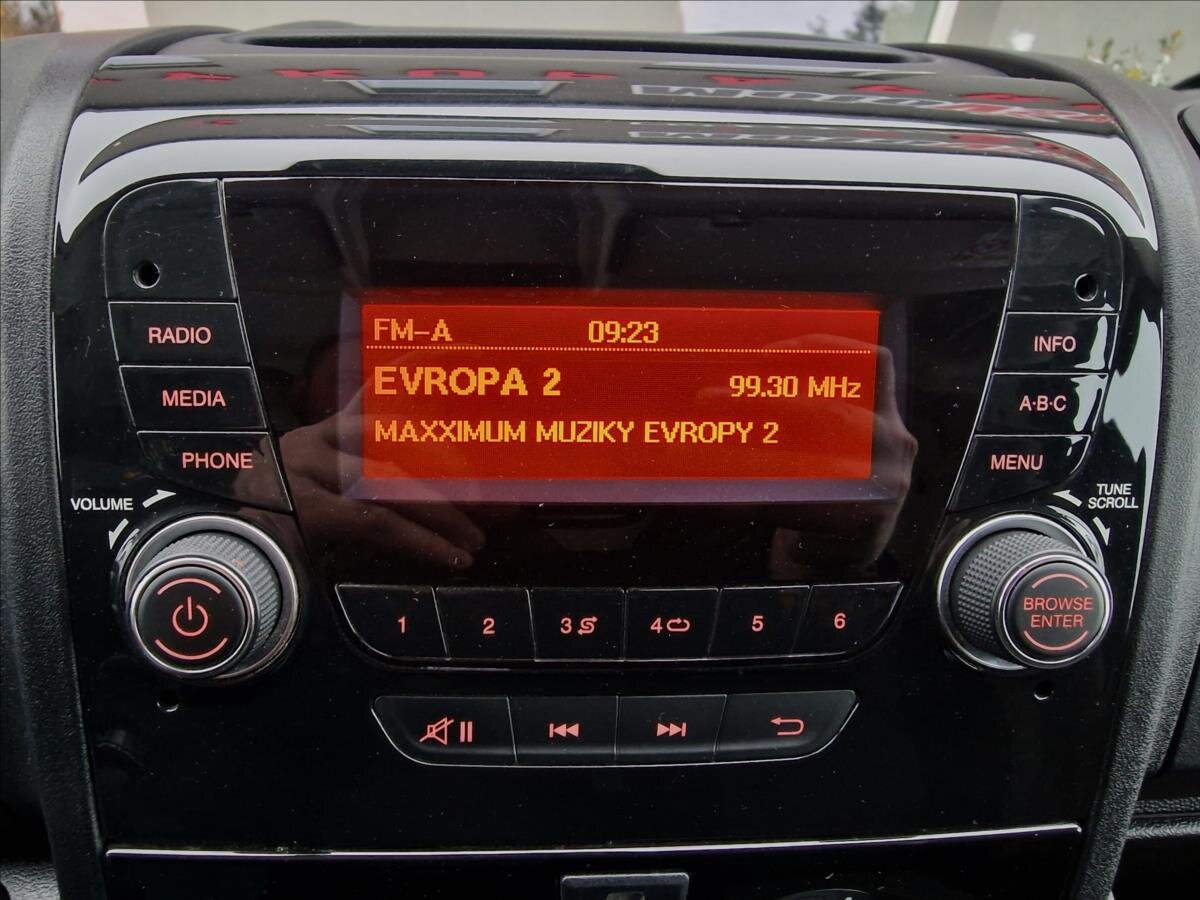 RADIO
MEDIA
PHONE
VOLUME
FM-A 09:23
EVROPA 2 99.30 MHz
MAXXIMUM MUZIKY EVROPY 2
INFO
A·B·C
MENU
TUNE
SCROLL
BROWSE
ENTER
1 2 3 4 5 6